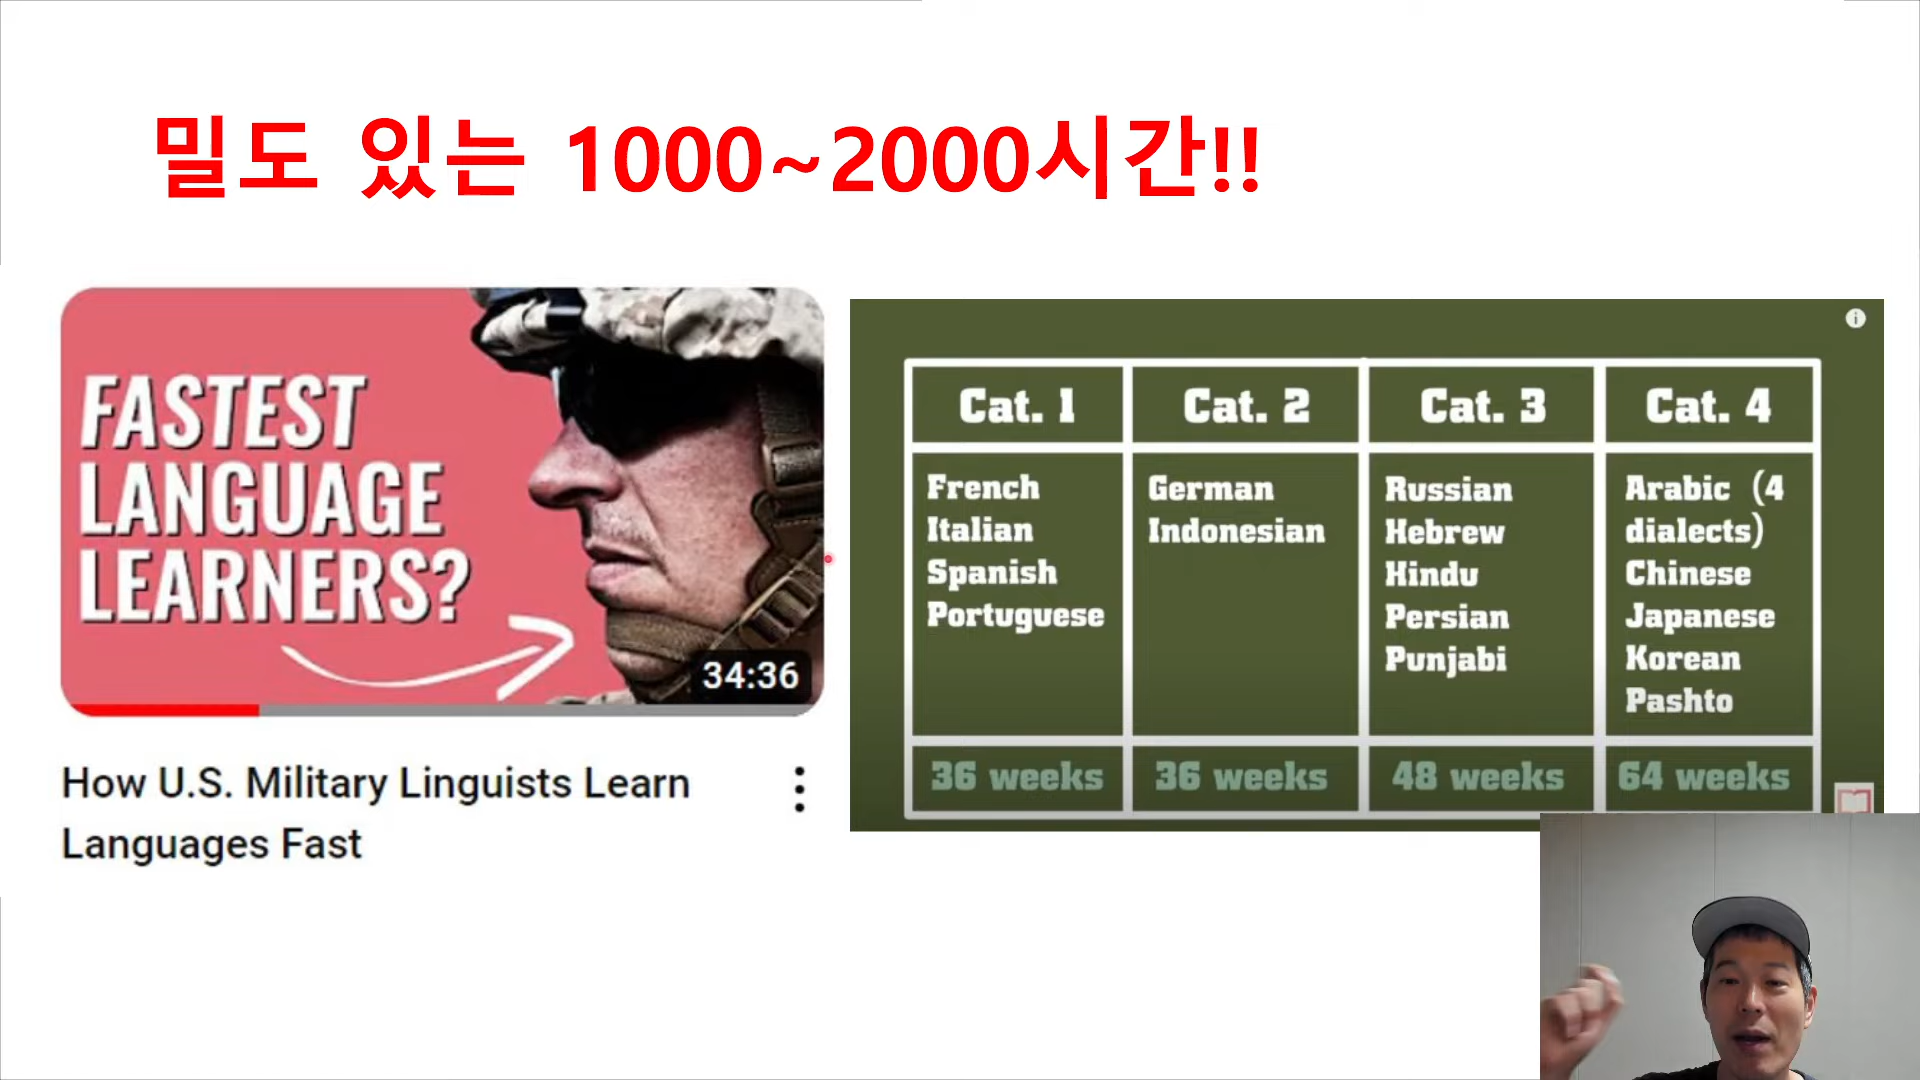 밀도 있는 1000~2000시간!!
FASTEST
LANGUAGE
LEARNERS?
34:36
How U.S. Military Linguists Learn
Languages Fast
Cat. 1
Cat. 2
Cat. 3
Cat. 4
French
Italian
Spanish
Portuguese
German
Indonesian
Russian
Hebrew
Hindu
Persian
Punjabi
Arabic (4
dialects)
Chinese
Japanese
Korean
Pashto
36 weeks
36 weeks
48 weeks
64 weeks